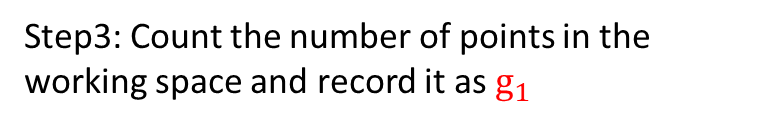 Step3: Count the number of points in the
working space and record it as g₁